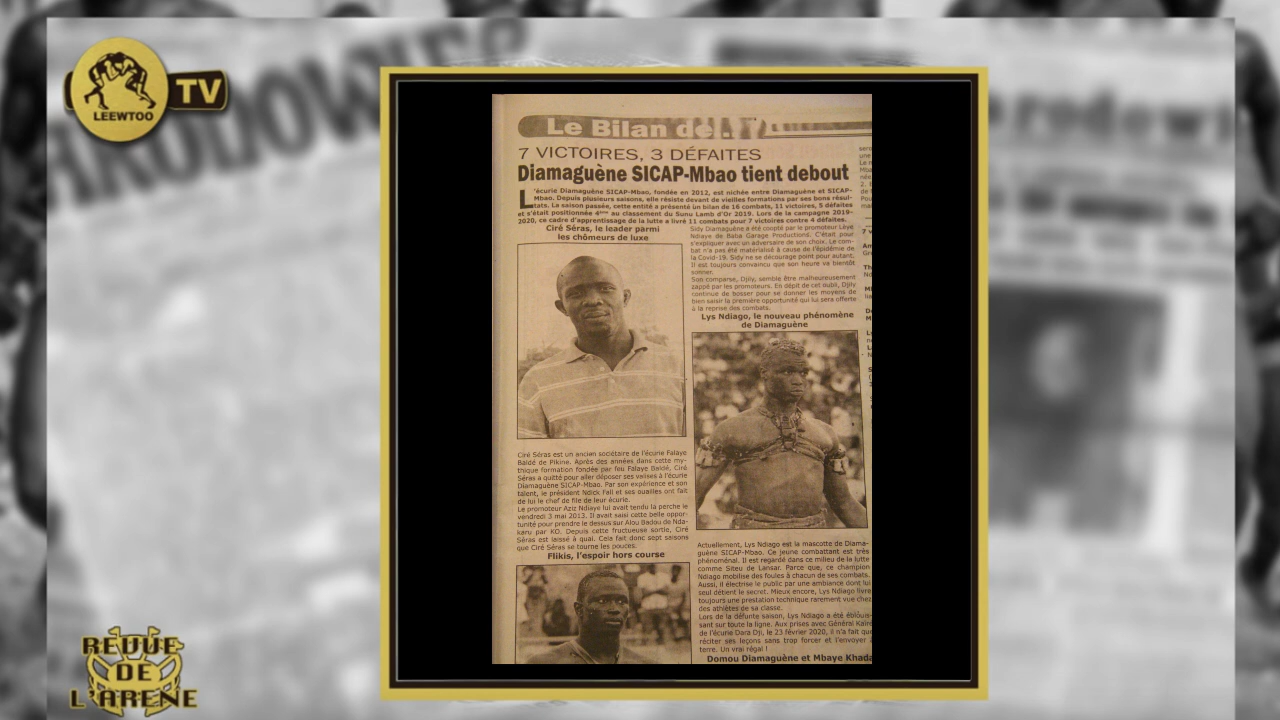 LEEWTOO
TV
Le Bilan de ...
7 VICTOIRES, 3 DÉFAITES
Diamaguène SICAP-Mbao tient debout
L'écurie Diamaguène SICAP-Mbao, fondée en 2012, est nichée entre Diamaguène et SICAP-
Mbao. Depuis plusieurs saisons, elle résiste devant de vieilles formations par ses bons résul-
tats. La saison passée, cette entité a présenté un bilan de 16 combats, 11 victoires, 5 défaites
et s'était positionnée 4ème au classement du Sunu Lamb d'Or 2019. Lors de la campagne 2019-
2020, ce cadre d'apprentissage de la lutte a livré 11 combats pour 7 victoires contre 4 défaites.
Ciré Séras, le leader parmi
les chômeurs de luxe
Ciré Séras est un ancien sociétaire de l'écurie Falaye
Baldé de Pikine. Après des années dans cette my-
thique formation fondée par feu Falaye Baldé, Ciré
Séras a quitté pour aller déposer ses valises à l'écurie
Diamaguène SICAP-Mbao. Par son expérience et son
talent, le président Ndick Fall et ses ouailles ont fait
de lui le chef de file de leur écurie.
Le promoteur Aziz Ndiaye lui avait tendu la perche le
vendredi 3 mai 2013. Il avait saisi cette belle oppor-
tunité pour prendre le dessus sur Alou Badou de Nda-
karu par KO. Depuis cette fructueuse sortie, Ciré
Séras est laissé à quai. Cela fait donc sept saisons
que Ciré Séras se tourne les pouces.
Flikis, l'espoir hors course
Sidy Diamaguène a été coopté par le promoteur Laye
Ndiaye de Baba Garage Productions. C'était pour
s'expliquer avec un adversaire de son choix. Le com-
bat n'a pas été matérialisé à cause de l'épidémie de
la Covid-19. Sidy ne se décourage point pour autant.
Il est toujours convaincu que son heure va bientôt
sonner.
Son comparse, Djily, semble être malheureusement
zappé par les promoteurs. En dépit de cet oubli, Djily
continue de bosser pour se donner les moyens de
bien saisir la première opportunité qui lui sera offerte
à la reprise des combats.
Lys Ndiago, le nouveau phénomène
de Diamaguène
Actuellement, Lys Ndiago est la mascotte de Diama-
guène SICAP-Mbao. Ce jeune combattant est très
phénoménal. Il est regardé dans ce milieu de la lutte
comme Siteu de Lansar. Parce que, ce champion
Ndiago mobilise des foules à chacun de ses combats.
Aussi, il électrise le public par une ambiance dont lui
seul détient le secret. Mieux encore, Lys Ndiago livre
toujours une prestation technique rarement vue chez
des athlètes de sa classe.
Lors de la défunte saison, Lys Ndiago a été éblouis-
sant sur toute la ligne. Aux prises avec Général Kaïré
de l'écurie Dara Dji, le 23 février 2020, il n'a fait que
réciter ses leçons sans trop forcer et l'envoyer à
terre. Un vrai régal !
Domou Diamaguène et Mbaye Khada
REVUE
DE
L'ARÈNE